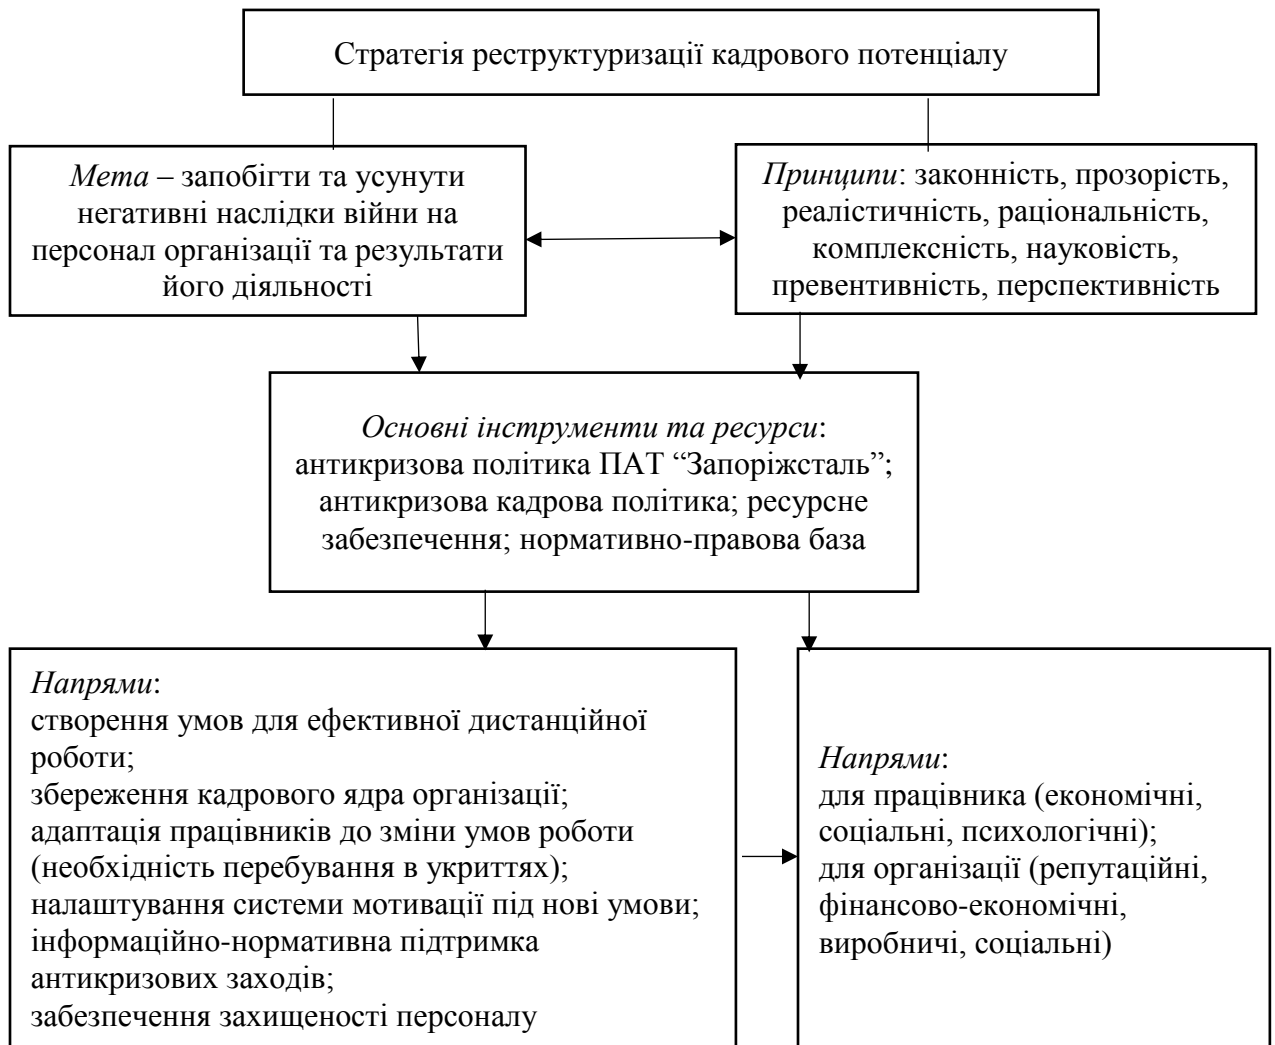 Стратегія реструктуризації кадрового потенціалу
Мета – запобігти та усунути
негативні наслідки війни на
персонал організації та результати
його діяльності
Принципи: законність, прозорість,
реалістичність, раціональність,
комплексність, науковість,
превентивність, перспективність
Основні інструменти та ресурси:
антикризова політика ПАТ “Запоріжсталь”;
антикризова кадрова політика; ресурсне
забезпечення; нормативно-правова база
Напрями:
створення умов для ефективної дистанційної
роботи;
збереження кадрового ядра організації;
адаптація працівників до зміни умов роботи
(необхідність перебування в укриттях);
налаштування системи мотивації під нові умови;
інформаційно-нормативна підтримка
антикризових заходів;
забезпечення захищеності персоналу
Напрями:
для працівника (економічні,
соціальні, психологічні);
для організації (репутаційні,
фінансово-економічні,
виробничі, соціальні)